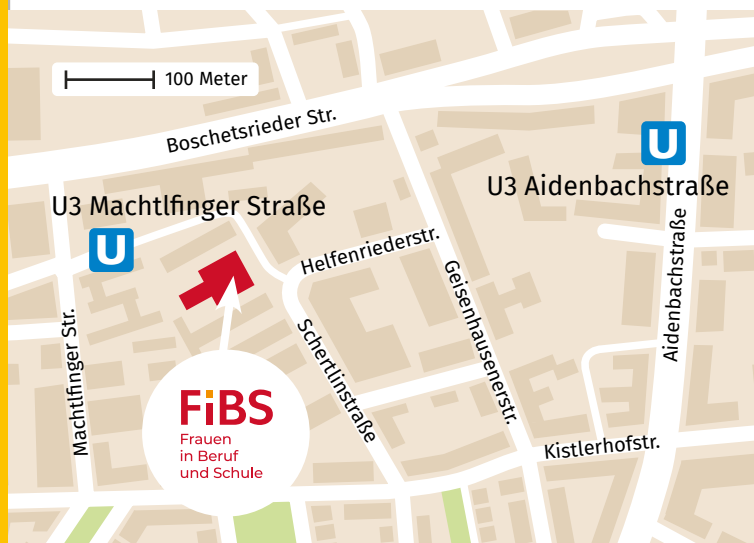 100 Meter
Boschetsrieder Str.
U
U3 Aidenbachstraße
U3 Machtlfinger Straße
U
Helfenriederstr.
Geisenhausenerstr.
Aidenbachstraße
Machtlfinger Str.
Schertlinstraße
FiBS
Frauen
in Beruf
und Schule
Kistlerhofstr.